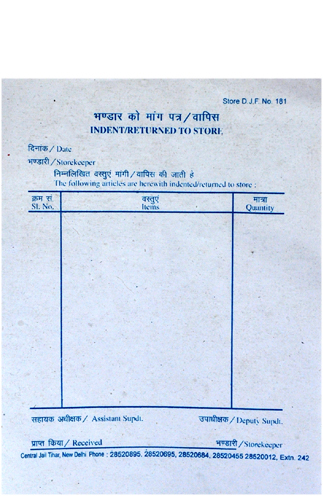 Store D.J.F. No. 181
भण्डार को मांग पत्र/वापिस
INDENT/RETURNED TO STORE
दिनांक/Date
भण्डारी/Storekeeper
निम्नलिखित वस्तुएं मांगी/वापिस की जाती हे
The following articles are herewith indented/returned to store :
क्रम सं. वस्तुएं मात्रा
Sl. No. Items Quantity
सहायक अधीक्षक/ Assistant Supdt. उपाधीक्षक/Deputy Supdt.
प्राप्त किया/ Received भण्डारी/Storekeeper
Central Jail Tihar, New Delhi Phone : 28520895, 28520695, 28520684, 28520455 28520012, Extn. 242